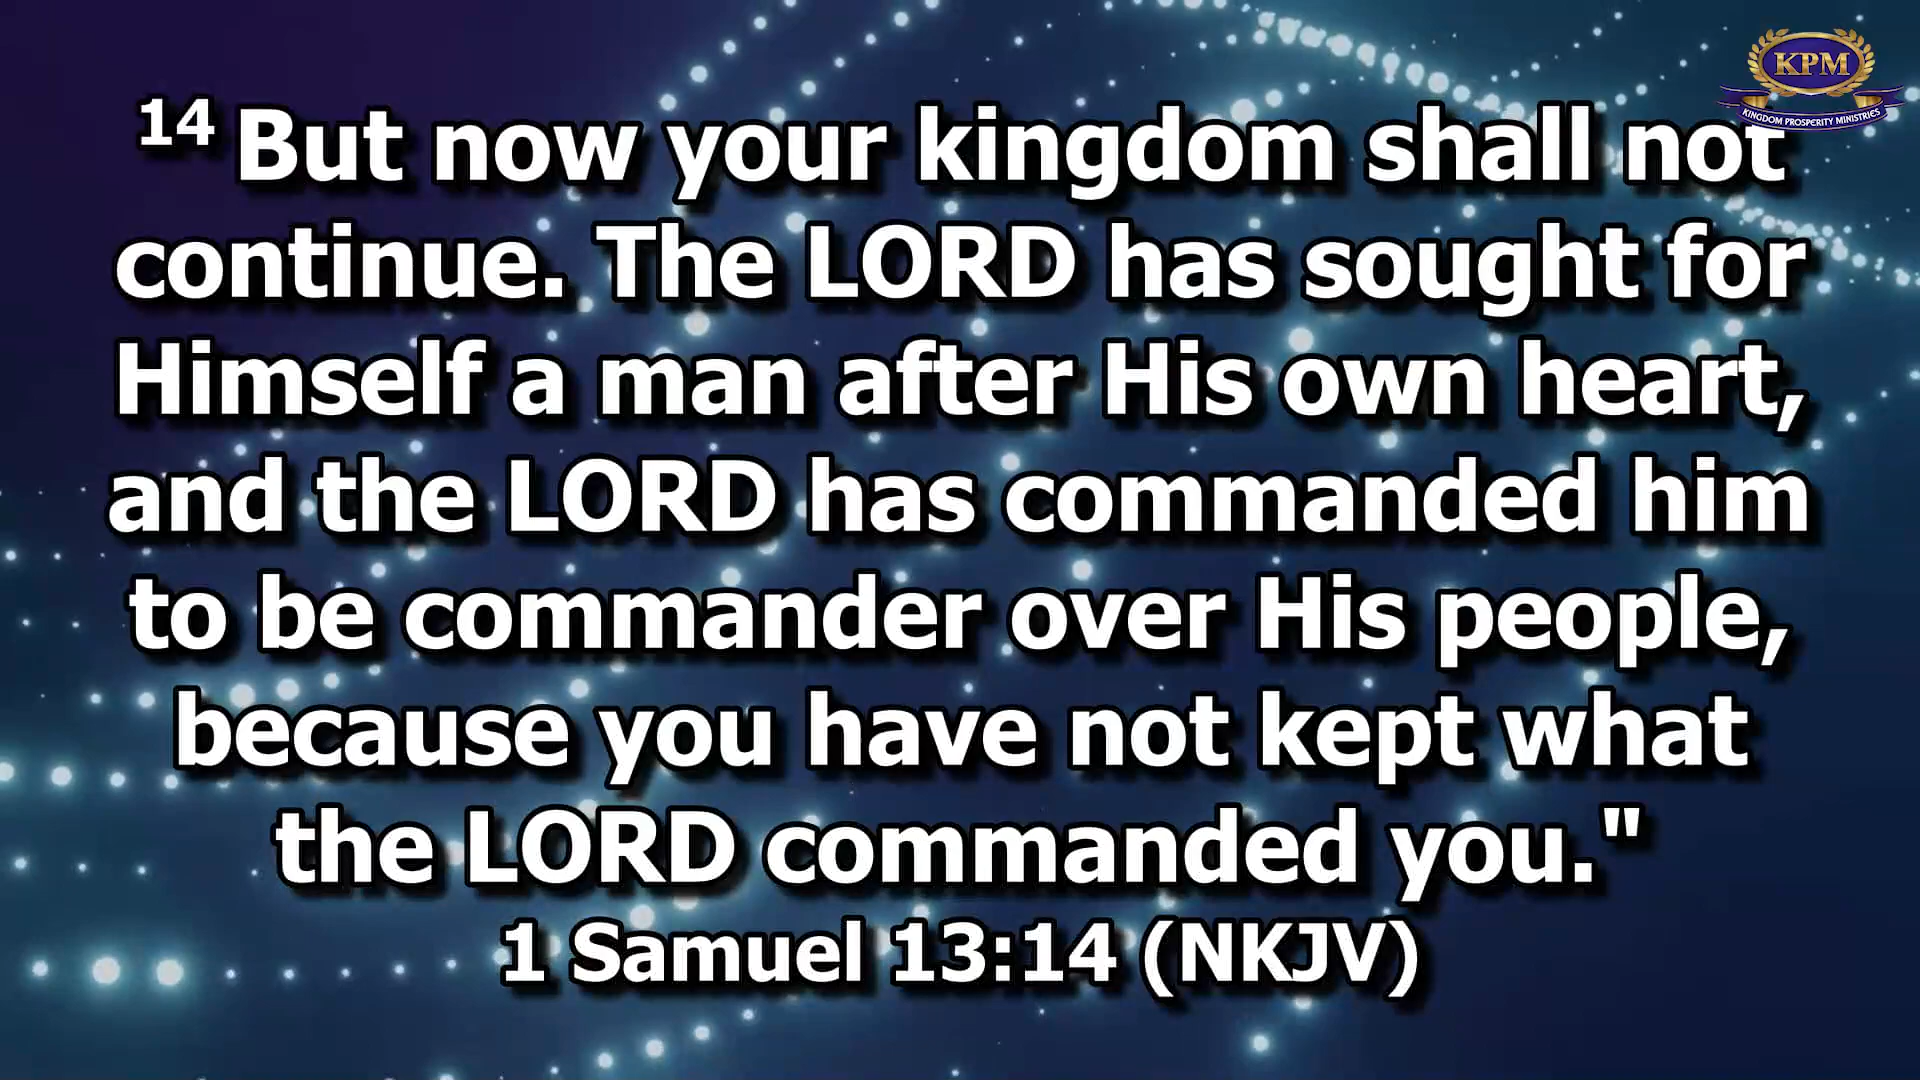 KPM
KINGDOM PROSPERITY MINISTRIES
14 But now your kingdom shall not
continue. The LORD has sought for
Himself a man after His own heart,
and the LORD has commanded him
to be commander over His people,
because you have not kept what
the LORD commanded you."
1 Samuel 13:14 (NKJV)